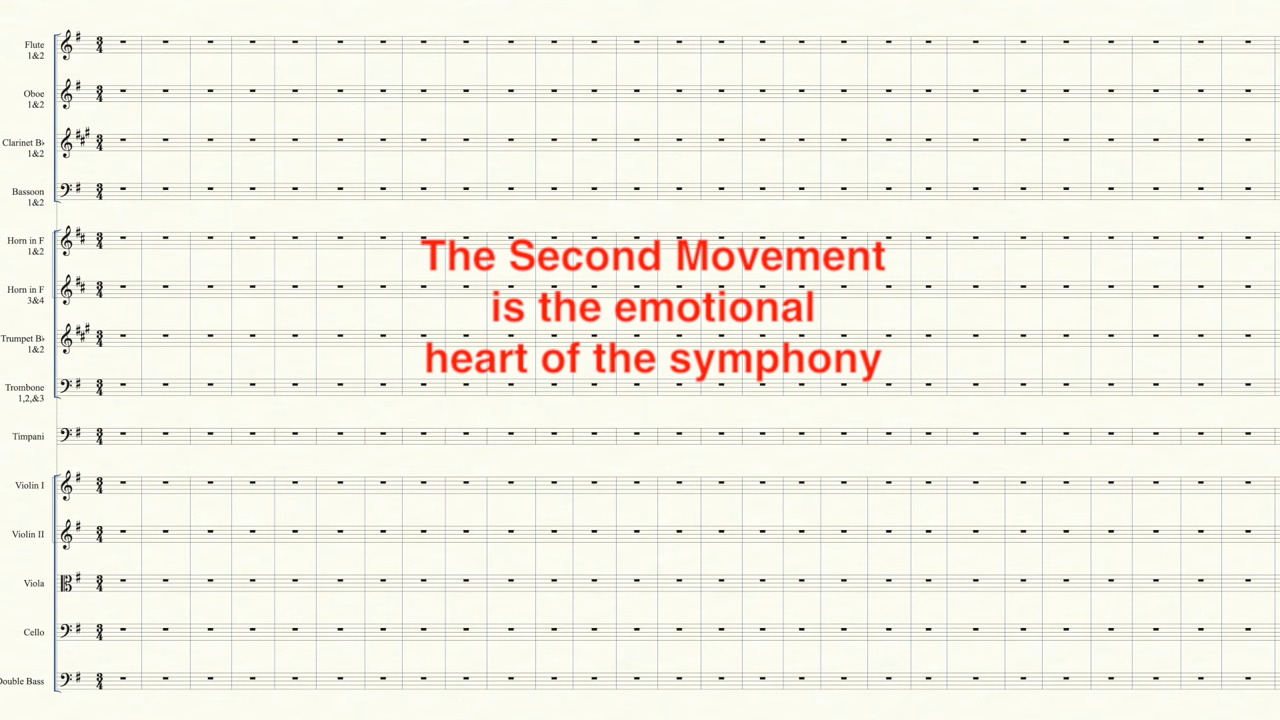 Flute
1&2
Oboe
1&2
Clarinet B♭
1&2
Bassoon
1&2
Horn in F
1&2
The Second Movement
is the emotional
heart of the symphony
Horn in F
3&4
Trumpet B♭
1&2
Trombone
1,2,&3
Timpani
Violin I
Violin II
Viola
Cello
Double Bass